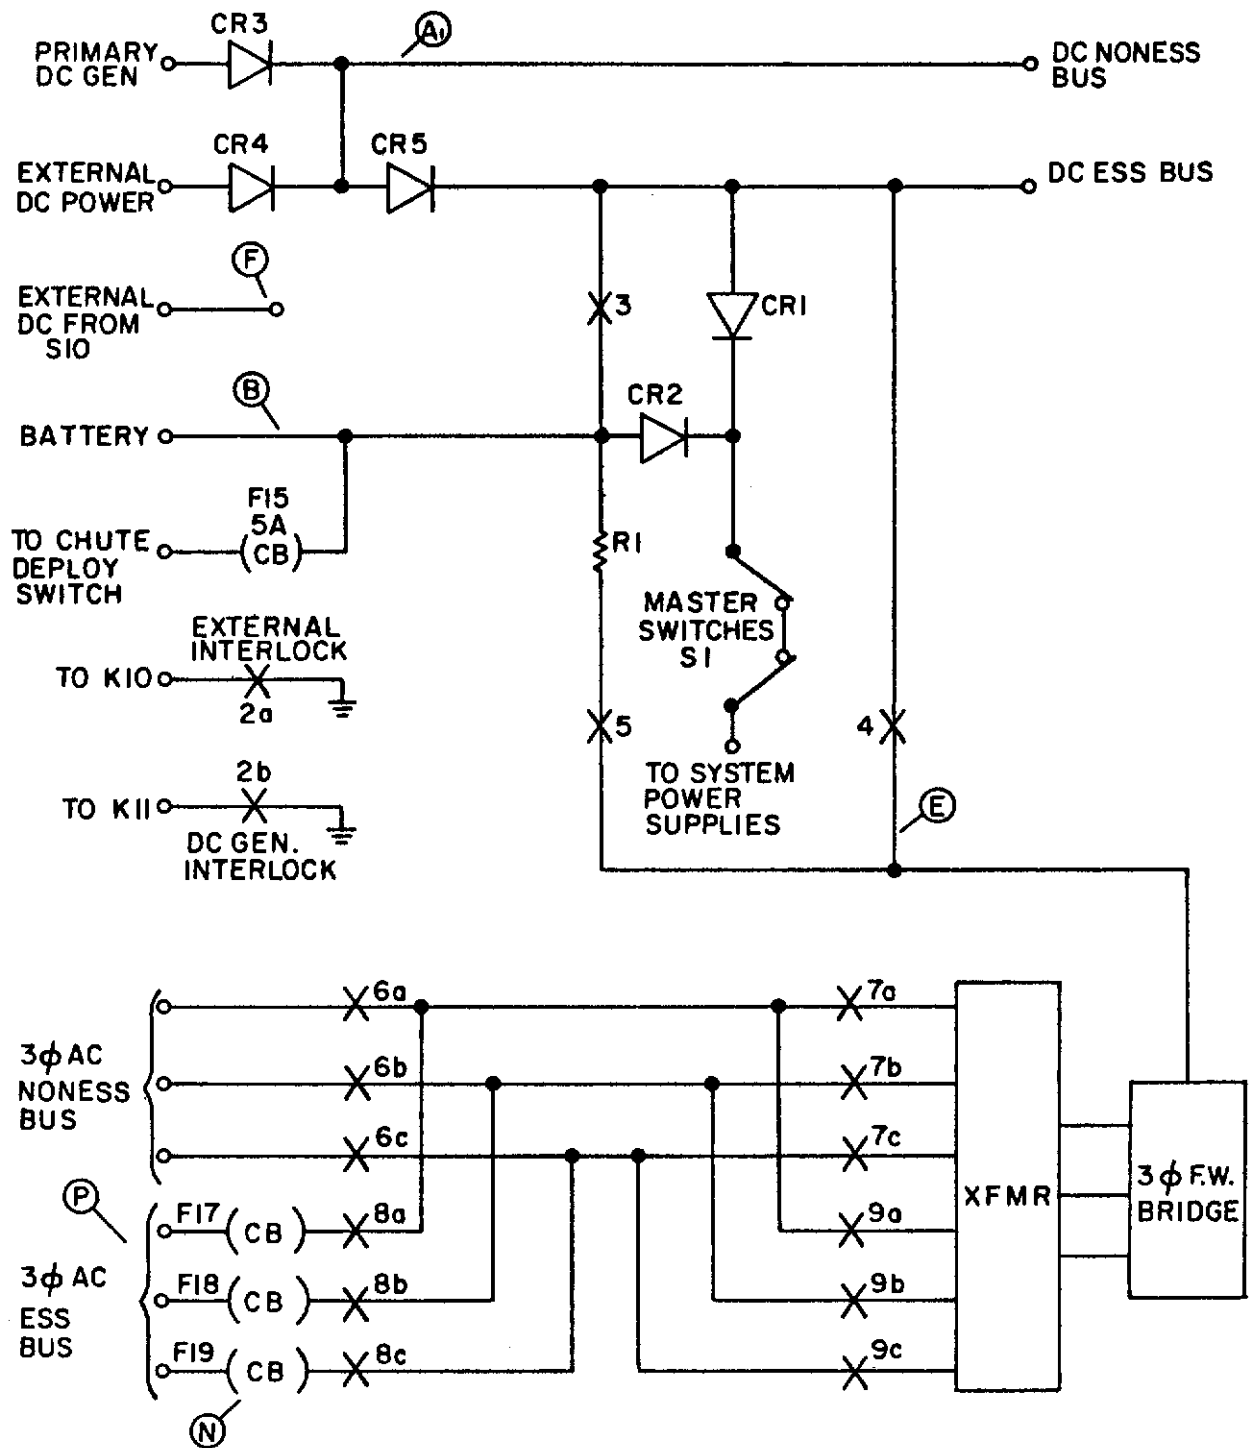 CR3
A1
PRIMARY
DC GEN
DC NONESS
BUS
CR4
CR5
EXTERNAL
DC POWER
DC ESS BUS
F
EXTERNAL
DC FROM
S10
3
CR1
B
CR2
BATTERY
F15
5A
(CB)
TO CHUTE
DEPLOY
SWITCH
R1
MASTER
SWITCHES
S1
EXTERNAL
INTERLOCK
TO K10
2a
5
4
TO SYSTEM
POWER
SUPPLIES
2b
TO K11
DC GEN.
INTERLOCK
E
6a
7a
3ϕ AC
NONESS
BUS
6b
7b
6c
7c
XFMR
3ϕ F.W.
BRIDGE
P
F17
(CB)
8a
9a
3ϕ AC
ESS
BUS
F18
(CB)
8b
9b
F19
(CB)
8c
9c
N